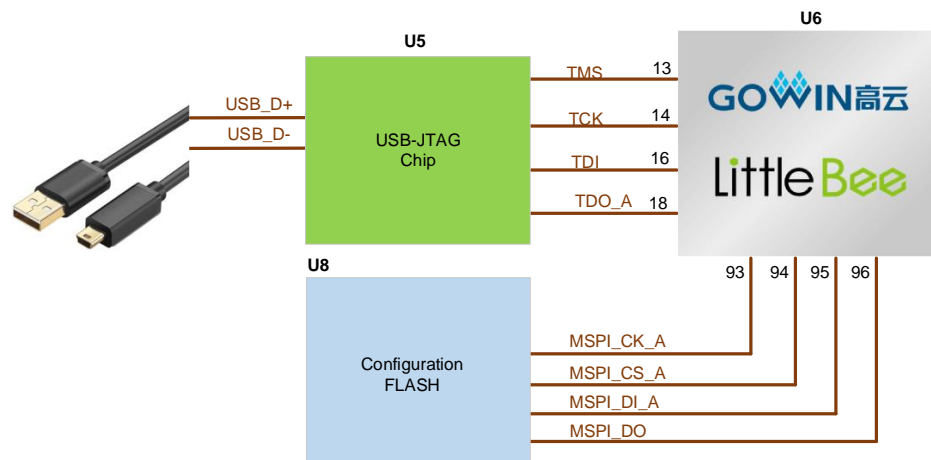 U6
U5
TMS 13
USB_D+
GOWIN高云
TCK 14
USB_D-
USB-JTAG
Chip
TDI 16
LittleBee
TDO_A 18
U8
93 94 95 96
MSPI_CK_A
Configuration
FLASH
MSPI_CS_A
MSPI_DI_A
MSPI_DO